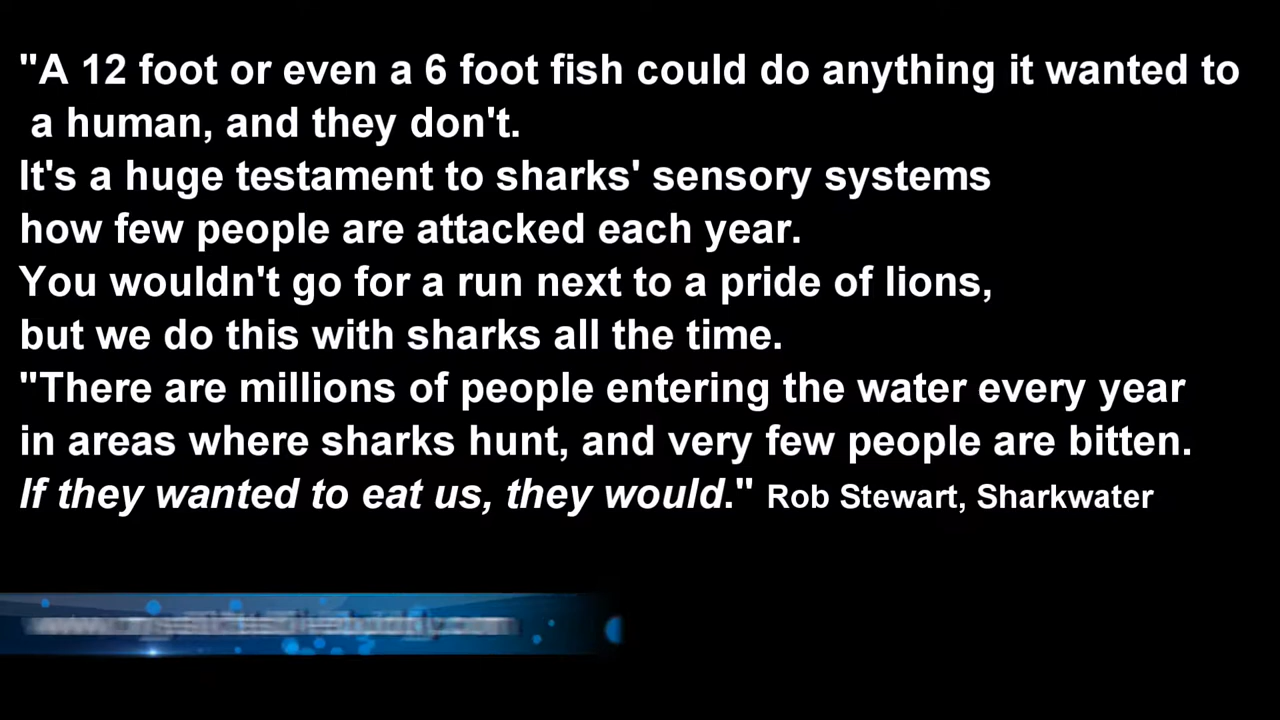 "A 12 foot or even a 6 foot fish could do anything it wanted to
a human, and they don't.
It's a huge testament to sharks' sensory systems
how few people are attacked each year.
You wouldn't go for a run next to a pride of lions,
but we do this with sharks all the time.
"There are millions of people entering the water every year
in areas where sharks hunt, and very few people are bitten.
If they wanted to eat us, they would." Rob Stewart, Sharkwater